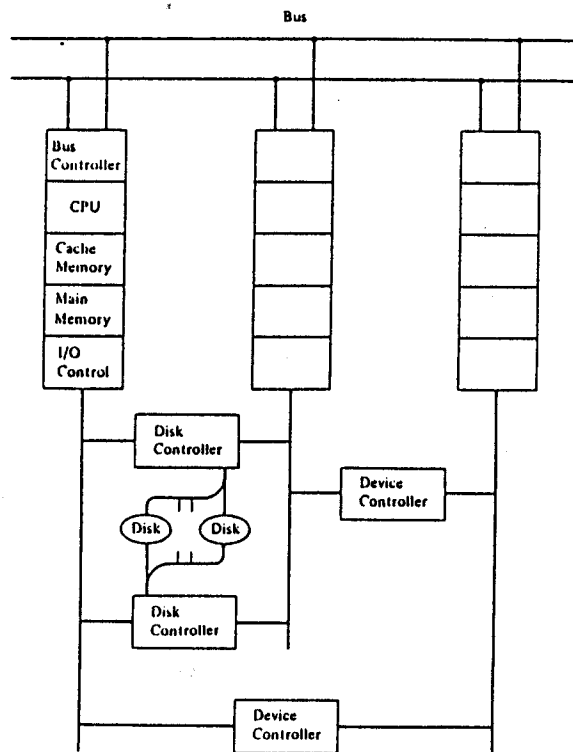 Bus
Bus
Controller
CPU
Cache
Memory
Main
Memory
I/O
Control
Disk
Controller
Device
Controller
Disk
Disk
Disk
Controller
Device
Controller